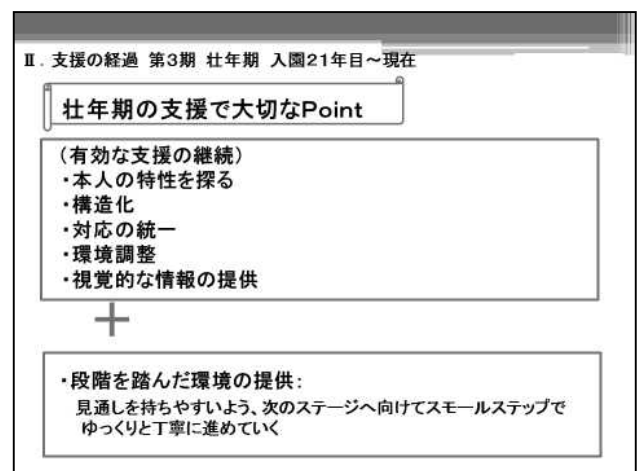 Ⅱ．支援の経過 第3期 壮年期 入園21年目～現在
壮年期の支援で大切なPoint
（有効な支援の継続）
・本人の特性を探る
・構造化
・対応の統一
・環境調整
・視覚的な情報の提供
＋
・段階を踏んだ環境の提供：
見通しを持ちやすいよう、次のステージへ向けてスモールステップで
ゆっくりと丁寧に進めていく